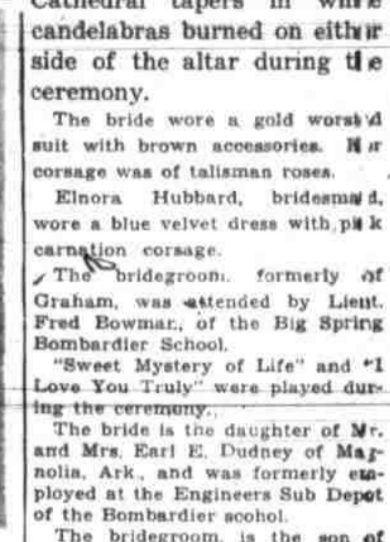 Cathedral tapers in white
candelabras burned on either
side of the altar during the
ceremony.
The bride wore a gold worsted
suit with brown accessories. Her
corsage was of talisman roses.
Elnora Hubbard, bridesmaid,
wore a blue velvet dress with pink
carnation corsage.
The bridegroom, formerly of
Graham, was attended by Lieut.
Fred Bowman, of the Big Spring
Bombardier School.
"Sweet Mystery of Life" and "I
Love You Truly" were played dur-
ing the ceremony.
The bride is the daughter of Mr.
and Mrs. Earl E. Dudney of Mag-
nolia, Ark., and was formerly em-
ployed at the Engineers Sub Depot
of the Bombardier scohol.
The bridegroom is the son of